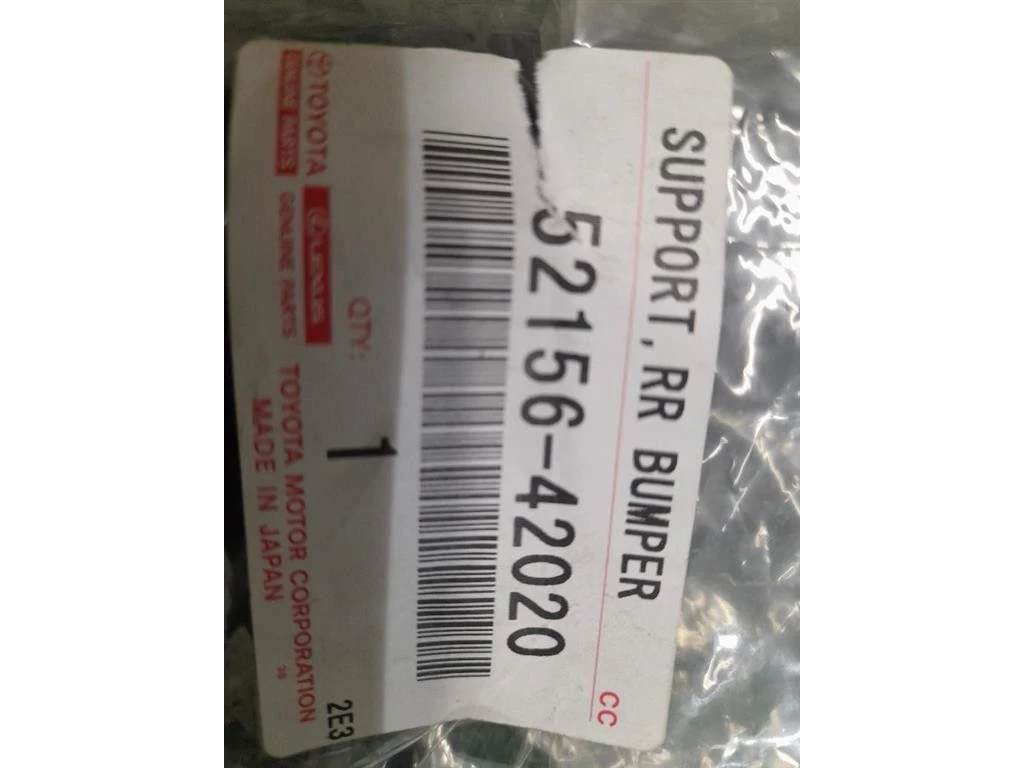 SUPPORT, RR BUMPER
CC
52156-42020
QTY:
1
TOYOTA
LEXUS
GENUINE PARTS
GENUINE PARTS
TOYOTA MOTOR CORPORATION
MADE IN JAPAN
2E3